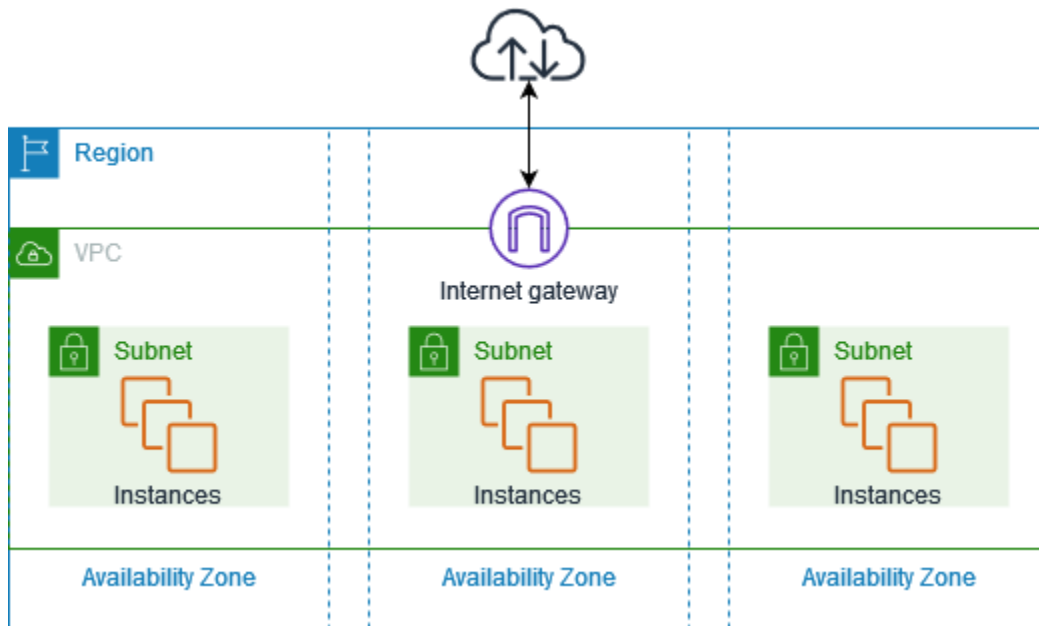 Region
VPC
Internet gateway
Subnet
Subnet
Subnet
Instances
Instances
Instances
Availability Zone
Availability Zone
Availability Zone